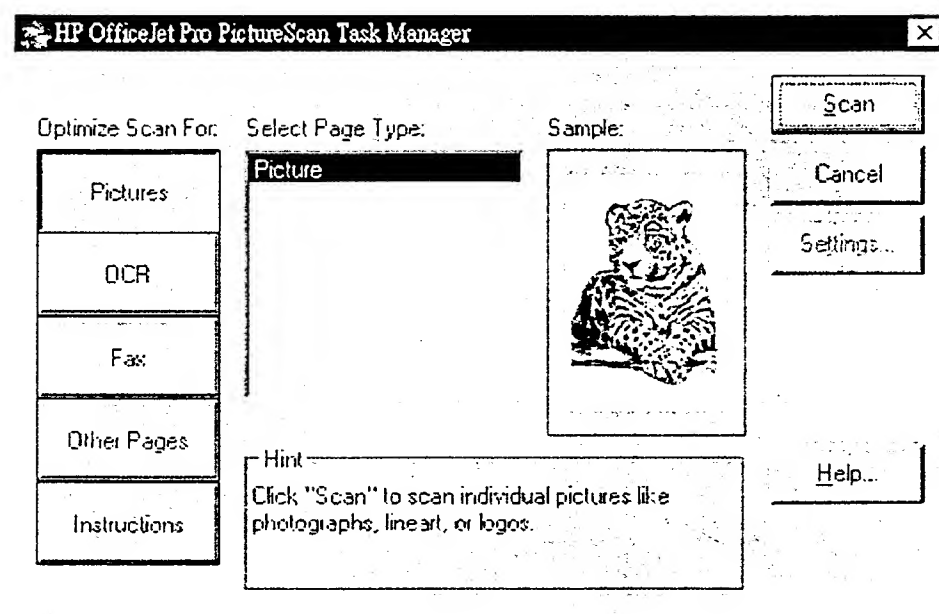 HP OfficeJet Pro PictureScan Task Manager
Optimize Scan For:
Pictures
OCR
Fax
Other Pages
Instructions
Select Page Type:
Picture
Sample:
Scan
Cancel
Settings...
Help...
Hint
Click "Scan" to scan individual pictures like
photographs, lineart, or logos.